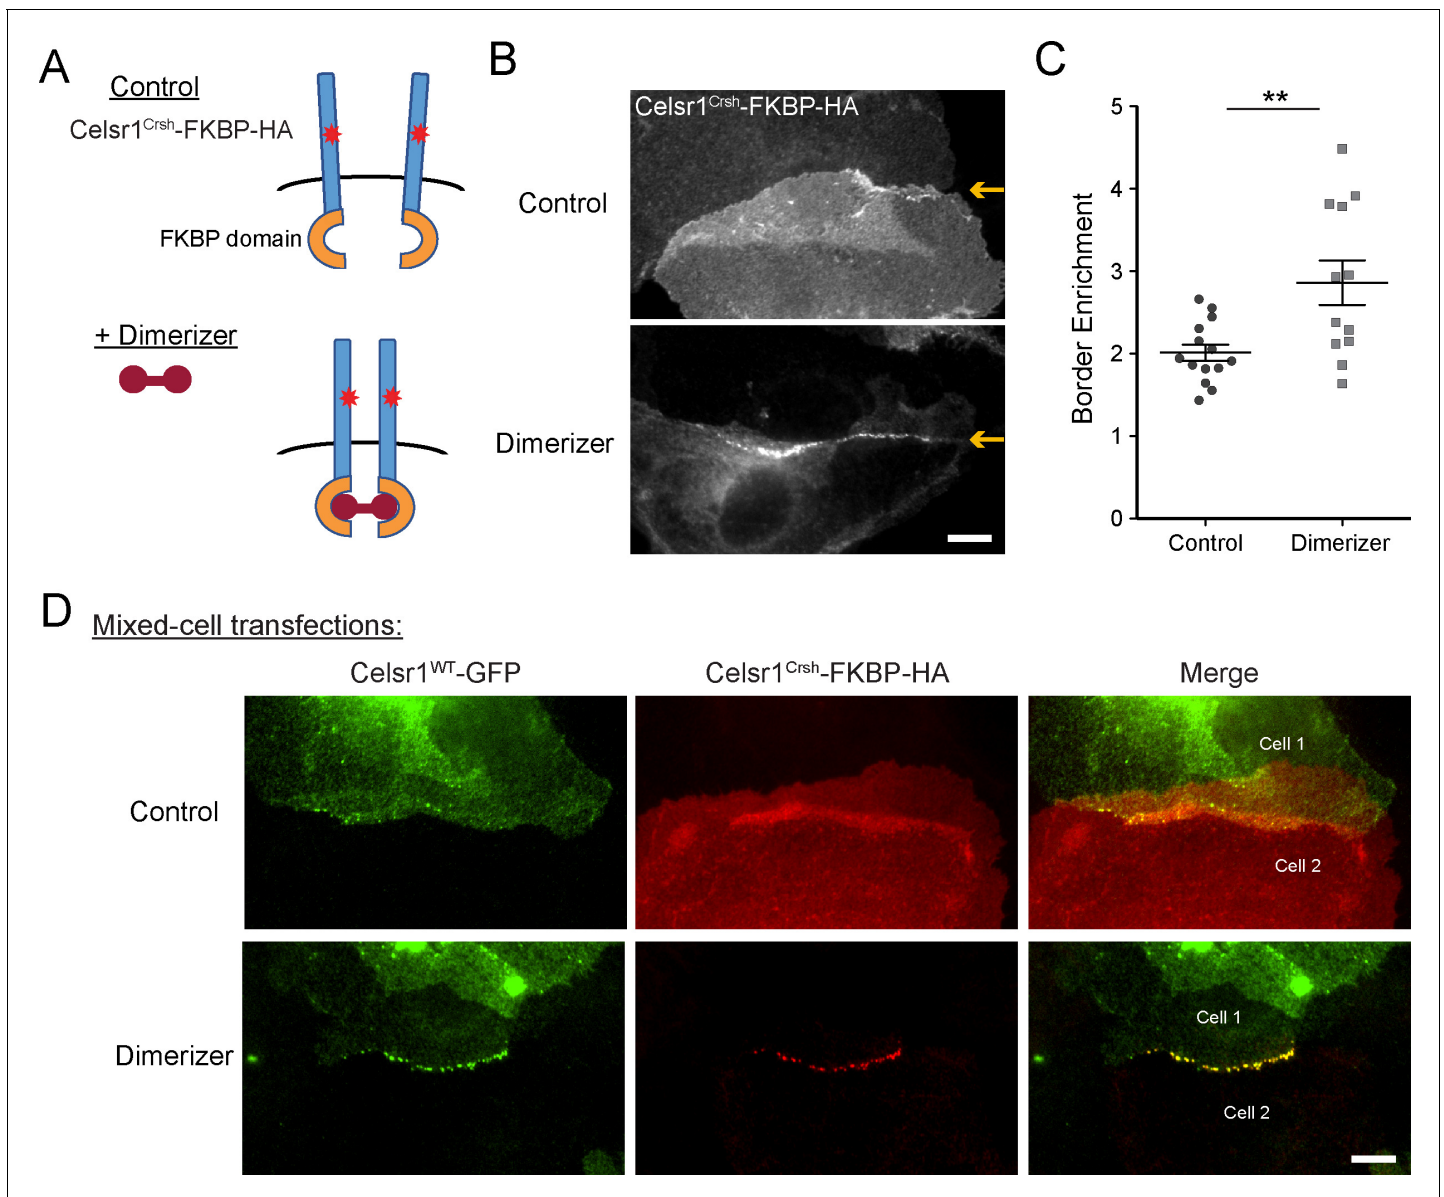 A
Control
Celsr1Crsh-FKBP-HA
FKBP domain
+ Dimerizer
B
Celsr1Crsh-FKBP-HA
Control
Dimerizer
C
**
5
4
3
2
1
0
Border Enrichment
Control Dimerizer
D
Mixed-cell transfections:
Celsr1WT-GFP Celsr1Crsh-FKBP-HA Merge
Control
Cell 1
Cell 2
Dimerizer
Cell 1
Cell 2